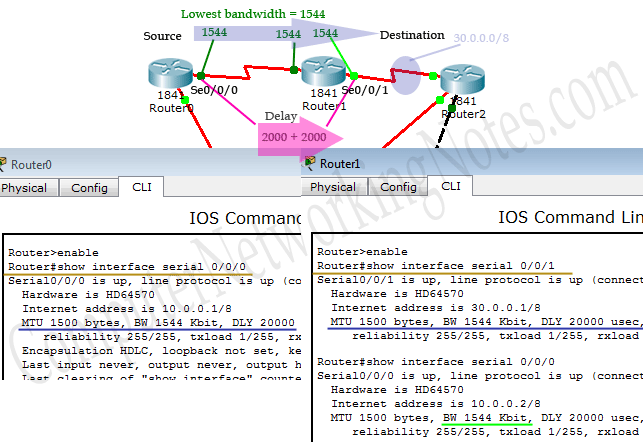 Lowest bandwidth = 1544
Source
1544
1544
1544
Destination
30.0.0.0/8
1841
Router0
Se0/0/0
1841
Router1
Se0/0/1
1841
Router2
Delay
2000 + 2000
Router0
Physical
Config
CLI
IOS Comman
Router>enable
Router#show interface serial 0/0/0
Serial0/0/0 is up, line protocol is up (co
Hardware is HD64570
Internet address is 10.0.0.1/8
MTU 1500 bytes, BW 1544 Kbit, DLY 20000
reliability 255/255, txload 1/255, rx
Encapsulation HDLC, loopback not set, ke
Last input never, output never, output h
Last clearing of "show interface" counte
Router1
Physical
Config
CLI
IOS Command Lin
Router>enable
Router#show interface serial 0/0/1
Serial0/0/1 is up, line protocol is up (connect
Hardware is HD64570
Internet address is 30.0.0.1/8
MTU 1500 bytes, BW 1544 Kbit, DLY 20000 usec,
reliability 255/255, txload 1/255, rxload
Router#show interface serial 0/0/0
Serial0/0/0 is up, line protocol is up (connect
Hardware is HD64570
Internet address is 10.0.0.2/8
MTU 1500 bytes, BW 1544 Kbit, DLY 20000 usec,
reliability 255/255, txload 1/255, rxload
ComputerNetworkingNotes.com